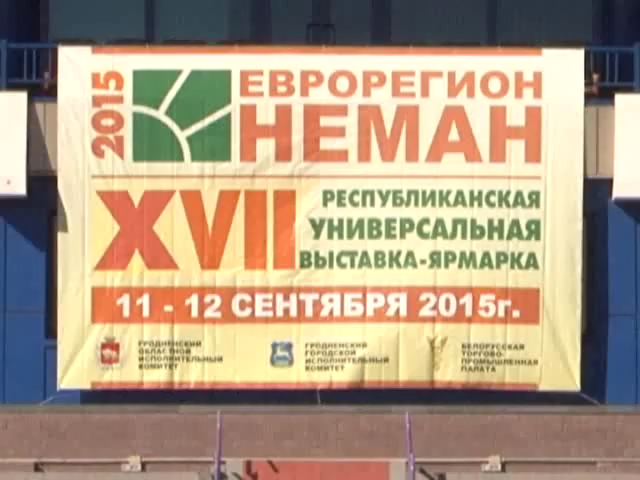 2015
ЕВРОРЕГИОН
НЕМАН
XVII
РЕСПУБЛИКАНСКАЯ
УНИВЕРСАЛЬНАЯ
ВЫСТАВКА-ЯРМАРКА
11 - 12 СЕНТЯБРЯ 2015г.
ГРОДНЕНСКИЙ
ОБЛАСТНОЙ
ИСПОЛНИТЕЛЬНЫЙ
КОМИТЕТ
ГРОДНЕНСКИЙ
ГОРОДСКОЙ
ИСПОЛНИТЕЛЬНЫЙ
КОМИТЕТ
БЕЛОРУССКАЯ
ТОРГОВО-
ПРОМЫШЛЕННАЯ
ПАЛАТА